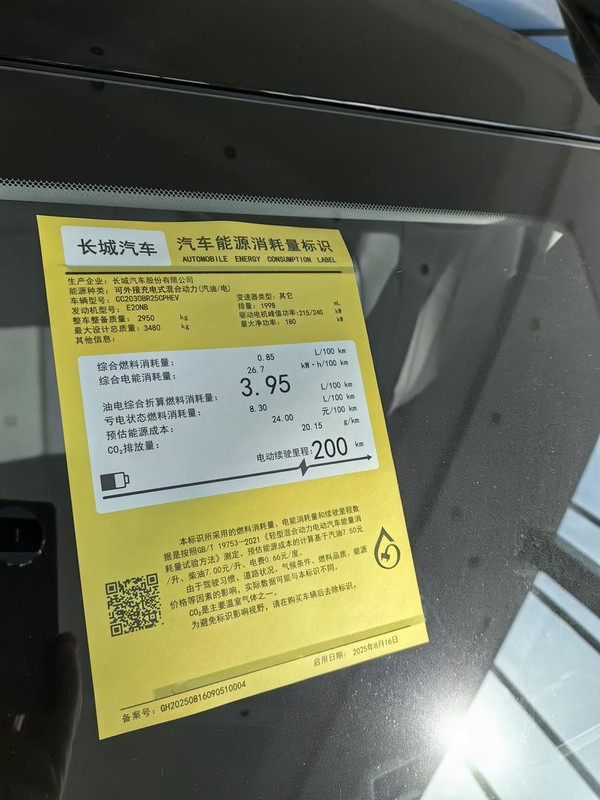 长城汽车 汽车能源消耗量标识
AUTOMOBILE ENERGY CONSUMPTION LABEL
生产企业：长城汽车股份有限公司
能源种类：可外接充电式混合动力(汽油/电)
车辆型号：CC2030BR25CPHEV 变速器类型：其它
发动机型号：E20NB 排量：1998 mL
整车整备质量：2950 kg 驱动电机峰值功率：215/240 kW
最大设计总质量：3480 kg 最大净功率：180 kW
其他信息：
综合燃料消耗量： 0.85 L/100 km
综合电能消耗量： 26.7 kW·h/100 km
油电综合折算燃料消耗量： 3.95 L/100 km
亏电状态燃料消耗量： 8.30 L/100 km
预估能源成本： 24.00 元/100 km
CO₂排放量： 20.15 g/km
电动续驶里程：200 km
本标识所采用的燃料消耗量、电能消耗量和续驶里程数
据是按照GB/T 19753—2021《轻型混合动力电动汽车能量消
耗量试验方法》测定，预估能源成本的计算基于汽油7.50元
/升、柴油7.00元/升、电费0.66元/度。
由于驾驶习惯、道路状况、气候条件、燃料品质、能源
价格等因素的影响，实际数据可能与本标识不同。
CO₂是主要温室气体之一。
为避免标识影响视野，请在购买车辆后去除标识。
备案号：GH20250816090510004 启用日期：2025年8月16日